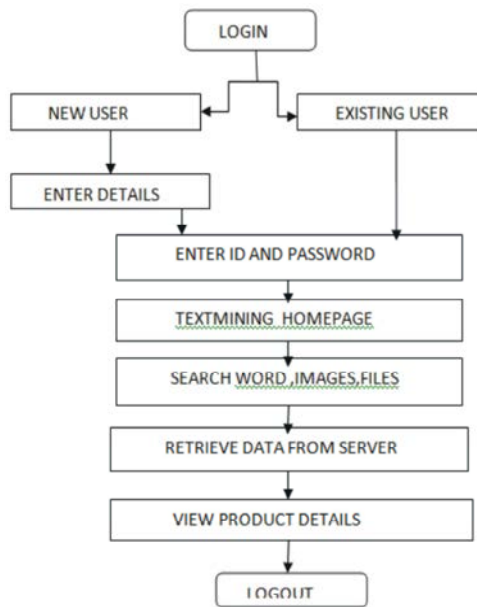 LOGIN
NEW USER
EXISTING USER
ENTER DETAILS
ENTER ID AND PASSWORD
TEXTMINING HOMEPAGE
SEARCH WORD ,IMAGES,FILES
RETRIEVE DATA FROM SERVER
VIEW PRODUCT DETAILS
LOGOUT